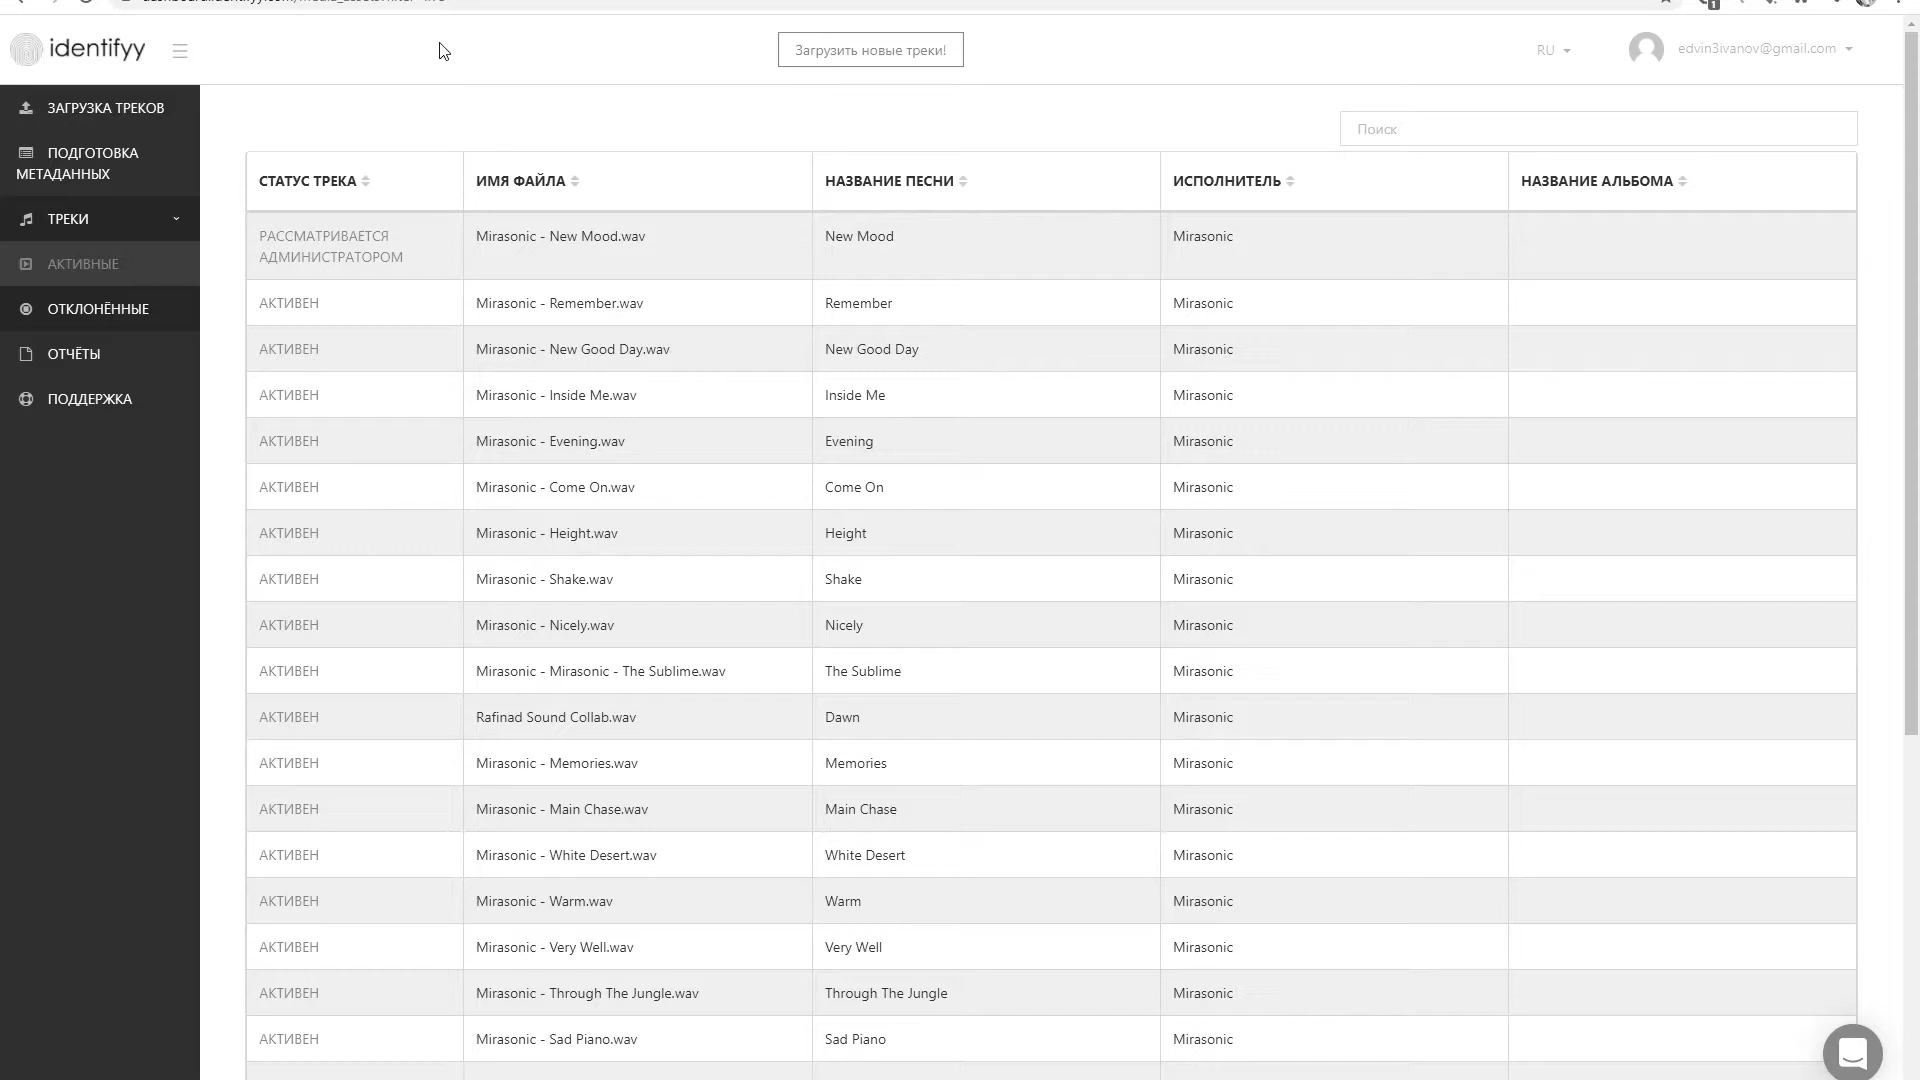 identifyy
Загрузить новые треки!
RU
edvin3ivanov@gmail.com
ЗАГРУЗКА ТРЕКОВ
ПОДГОТОВКА
МЕТАДАННЫХ
ТРЕКИ
АКТИВНЫЕ
ОТКЛОНЁННЫЕ
ОТЧЁТЫ
ПОДДЕРЖКА
Поиск
СТАТУС ТРЕКА ИМЯ ФАЙЛА НАЗВАНИЕ ПЕСНИ ИСПОЛНИТЕЛЬ НАЗВАНИЕ АЛЬБОМА
РАССМАТРИВАЕТСЯ Mirasonic - New Mood.wav New Mood Mirasonic
АДМИНИСТРАТОРОМ
АКТИВЕН Mirasonic - Remember.wav Remember Mirasonic
АКТИВЕН Mirasonic - New Good Day.wav New Good Day Mirasonic
АКТИВЕН Mirasonic - Inside Me.wav Inside Me Mirasonic
АКТИВЕН Mirasonic - Evening.wav Evening Mirasonic
АКТИВЕН Mirasonic - Come On.wav Come On Mirasonic
АКТИВЕН Mirasonic - Height.wav Height Mirasonic
АКТИВЕН Mirasonic - Shake.wav Shake Mirasonic
АКТИВЕН Mirasonic - Nicely.wav Nicely Mirasonic
АКТИВЕН Mirasonic - Mirasonic - The Sublime.wav The Sublime Mirasonic
АКТИВЕН Rafinad Sound Collab.wav Dawn Mirasonic
АКТИВЕН Mirasonic - Memories.wav Memories Mirasonic
АКТИВЕН Mirasonic - Main Chase.wav Main Chase Mirasonic
АКТИВЕН Mirasonic - White Desert.wav White Desert Mirasonic
АКТИВЕН Mirasonic - Warm.wav Warm Mirasonic
АКТИВЕН Mirasonic - Very Well.wav Very Well Mirasonic
АКТИВЕН Mirasonic - Through The Jungle.wav Through The Jungle Mirasonic
АКТИВЕН Mirasonic - Sad Piano.wav Sad Piano Mirasonic